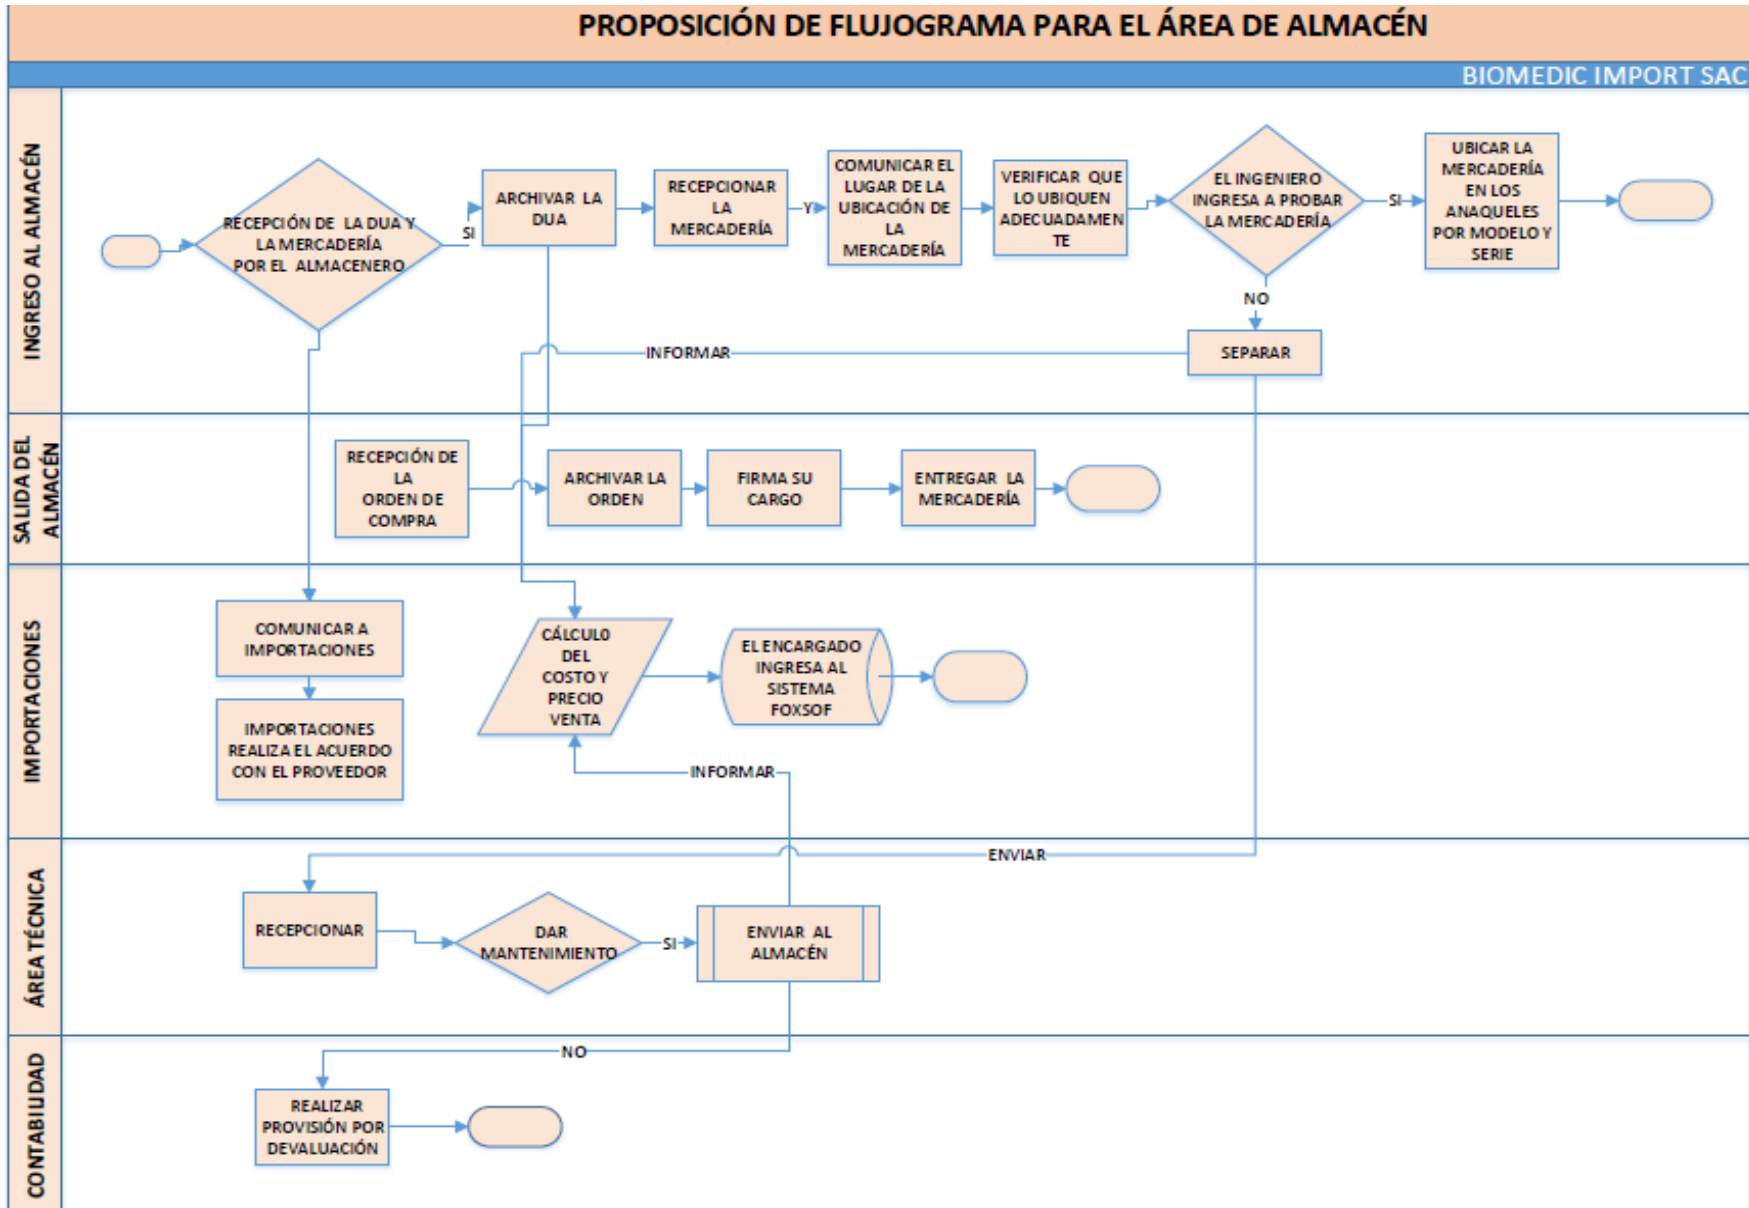 PROPOSICIÓN DE FLUJOGRAMA PARA EL ÁREA DE ALMACÉN
BIOMEDIC IMPORT SAC
INGRESO AL ALMACÉN
RECEPCIÓN DE LA DUA Y
LA MERCADERÍA
POR EL ALMACENERO
SI
ARCHIVAR LA
DUA
RECEPCIONAR
LA
MERCADERÍA
Y
COMUNICAR EL
LUGAR DE LA
UBICACIÓN DE
LA
MERCADERÍA
VERIFICAR QUE
LO UBIQUEN
ADECUADAMEN
TE
EL INGENIERO
INGRESA A PROBAR
LA MERCADERÍA
SI
UBICAR LA
MERCADERÍA
EN LOS
ANAQUELES
POR MODELO Y
SERIE
NO
SEPARAR
INFORMAR
SALIDA DEL
ALMACÉN
RECEPCIÓN DE
LA
ORDEN DE
COMPRA
ARCHIVAR LA
ORDEN
FIRMA SU
CARGO
ENTREGAR LA
MERCADERÍA
IMPORTACIONES
COMUNICAR A
IMPORTACIONES
IMPORTACIONES
REALIZA EL ACUERDO
CON EL PROVEEDOR
CÁLCULO
DEL
COSTO Y
PRECIO
VENTA
EL ENCARGADO
INGRESA AL
SISTEMA
FOXSOF
INFORMAR
ÁREA TÉCNICA
ENVIAR
RECEPCIONAR
DAR
MANTENIMIENTO
SI
ENVIAR AL
ALMACÉN
CONTABILIDAD
NO
REALIZAR
PROVISIÓN POR
DEVALUACIÓN